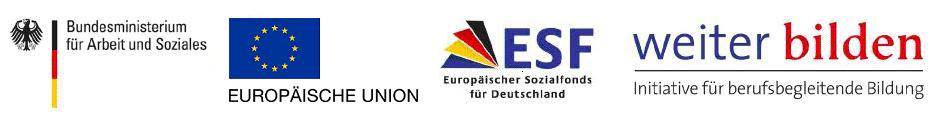 Bundesministerium
für Arbeit und Soziales
EUROPÄISCHE UNION
ESF
Europäischer Sozialfonds
für Deutschland
weiter bilden
Initiative für berufsbegleitende Bildung